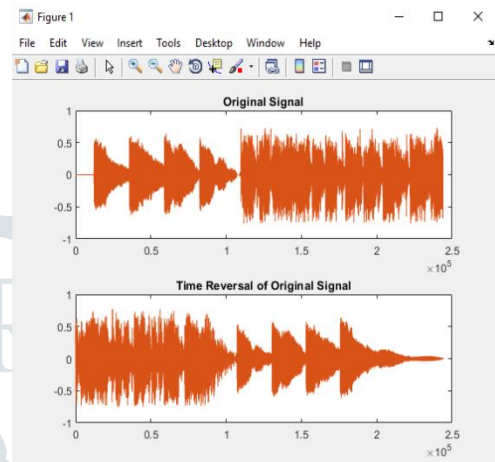 Figure 1
File Edit View Insert Tools Desktop Window Help
Original Signal
1
0.5
0
-0.5
-1
0 0.5 1 1.5 2 2.5
×10^5
Time Reversal of Original Signal
1
0.5
0
-0.5
-1
0 0.5 1 1.5 2 2.5
×10^5